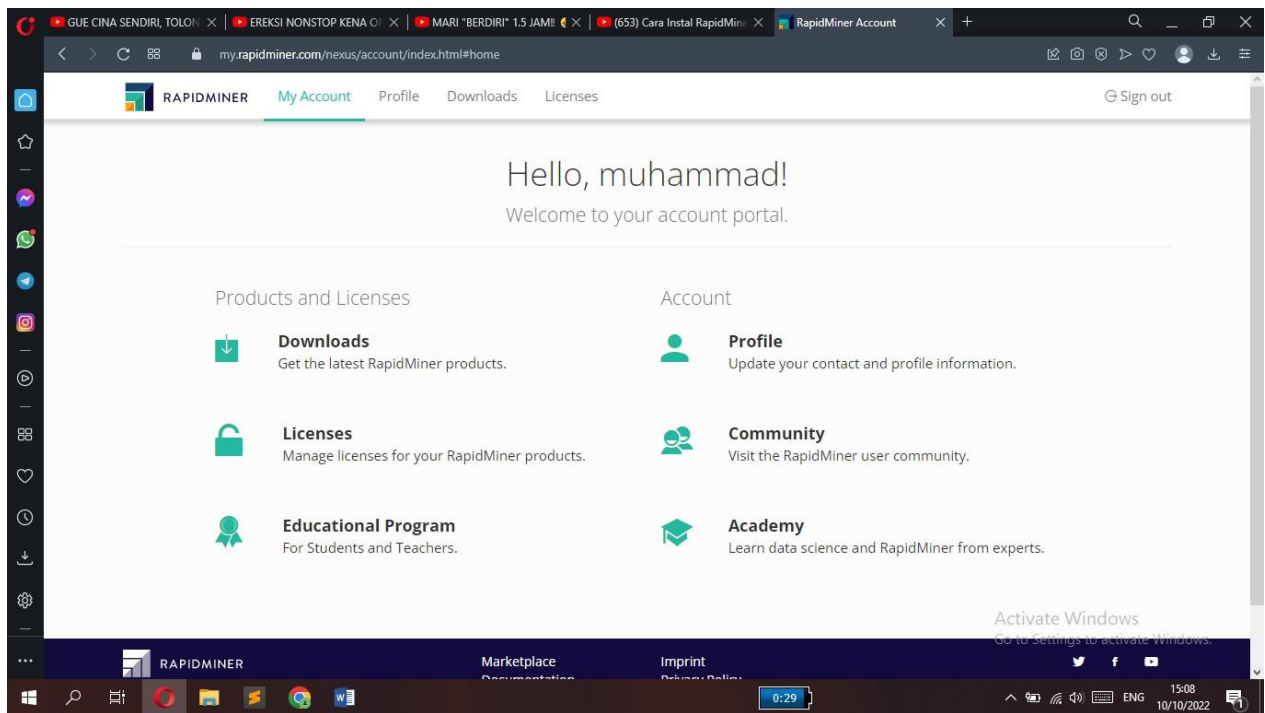 GUE CINA SENDIRI, TOLON
EREKSI NONSTOP KENA O
MARI "BERDIRI" 1.5 JAM!!
(653) Cara Instal RapidMine
RapidMiner Account
my.rapidminer.com/nexus/account/index.html#home
RAPIDMINER My Account Profile Downloads Licenses Sign out
Hello, muhammad!
Welcome to your account portal.
Products and Licenses
Downloads
Get the latest RapidMiner products.
Licenses
Manage licenses for your RapidMiner products.
Educational Program
For Students and Teachers.
Account
Profile
Update your contact and profile information.
Community
Visit the RapidMiner user community.
Academy
Learn data science and RapidMiner from experts.
Activate Windows
Go to Settings to activate Windows.
RAPIDMINER
Marketplace
Documentation
Imprint
Privacy Policy
0:29
ENG
15:08
10/10/2022